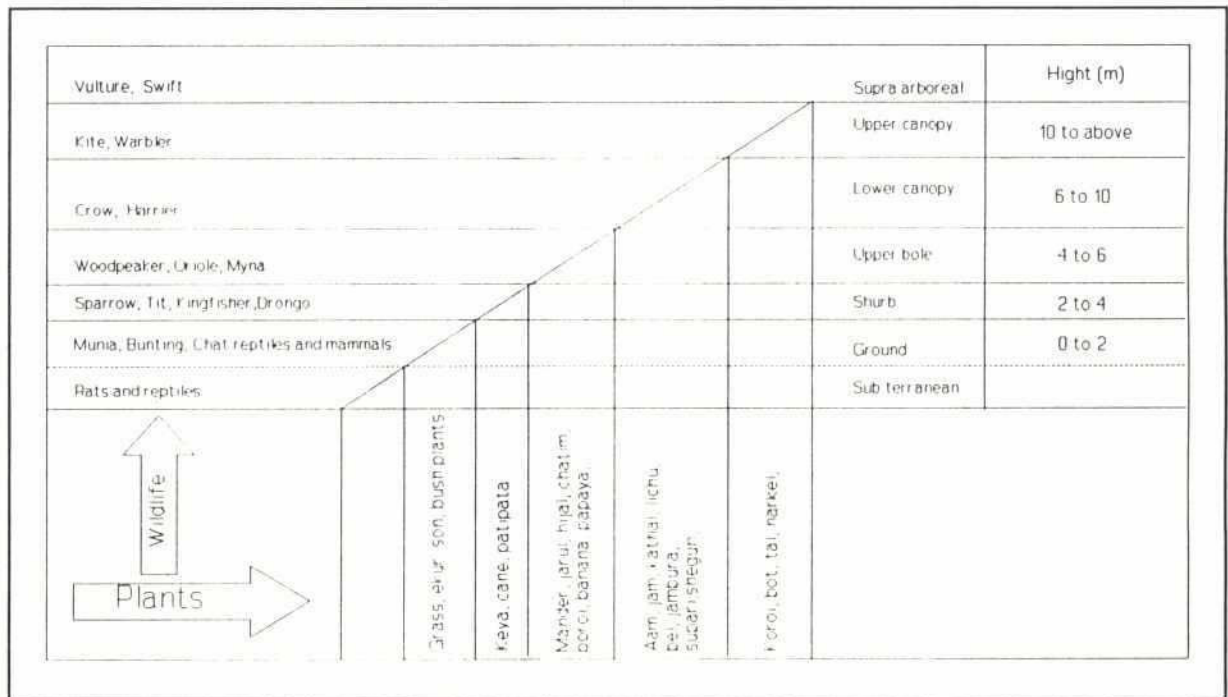 Hight (m)
Vulture, Swift Supra arboreal
Kite, Warbler Upper canopy 10 to above
Crow, Harrier Lower canopy 6 to 10
Woodpeaker, Oriole, Myna Upper bole 4 to 6
Sparrow, Tit, Kingfisher, Drongo Shurb 2 to 4
Munia, Bunting, Chat reptiles and mammals Ground 0 to 2
Rats and reptiles Sub terranean
Wildlife
Plants
Grass, son, bush plants
Keya, cane, patipata
Mander, jarul, hijal, chatim
boroi, banana, papaya,
Aam, jam, kathal, lichu
bel, jambura,
supari shegun
Koroi, bot, tal, narkel,